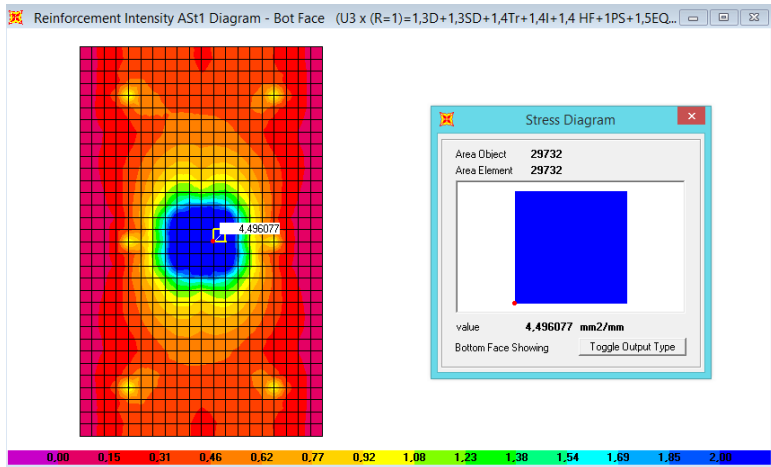 Reinforcement Intensity ASt1 Diagram - Bot Face (U3 x (R=1)=1,3D+1,3SD+1,4Tr+1,4I+1,4 HF+1PS+1,5EQ...
4,496077
Stress Diagram
Area Object 29732
Area Element 29732
value 4,496077 mm2/mm
Bottom Face Showing Toggle Output Type
0,00 0,15 0,31 0,46 0,62 0,77 0,92 1,08 1,23 1,38 1,54 1,69 1,85 2,00